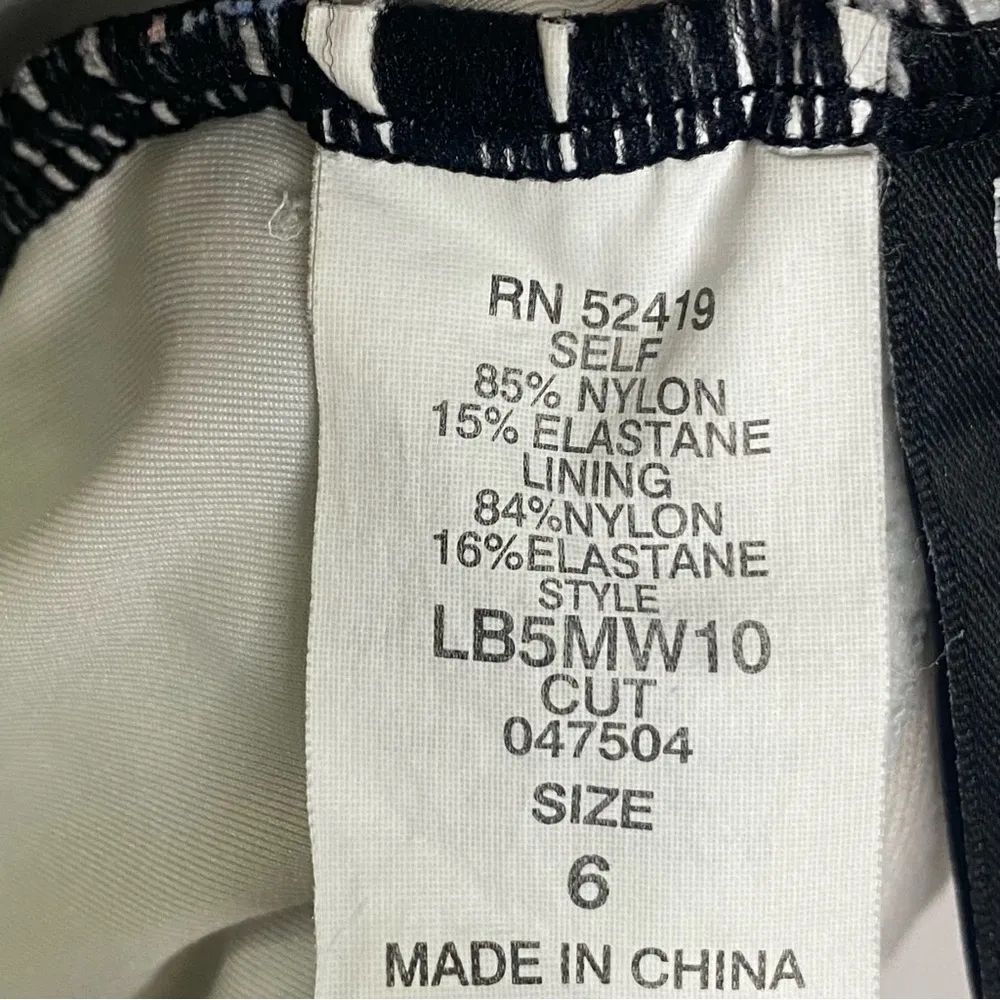 RN 52419
SELF
85% NYLON
15% ELASTANE
LINING
84%NYLON
16%ELASTANE
STYLE
LB5MW10
CUT
047504
SIZE
6
MADE IN CHINA